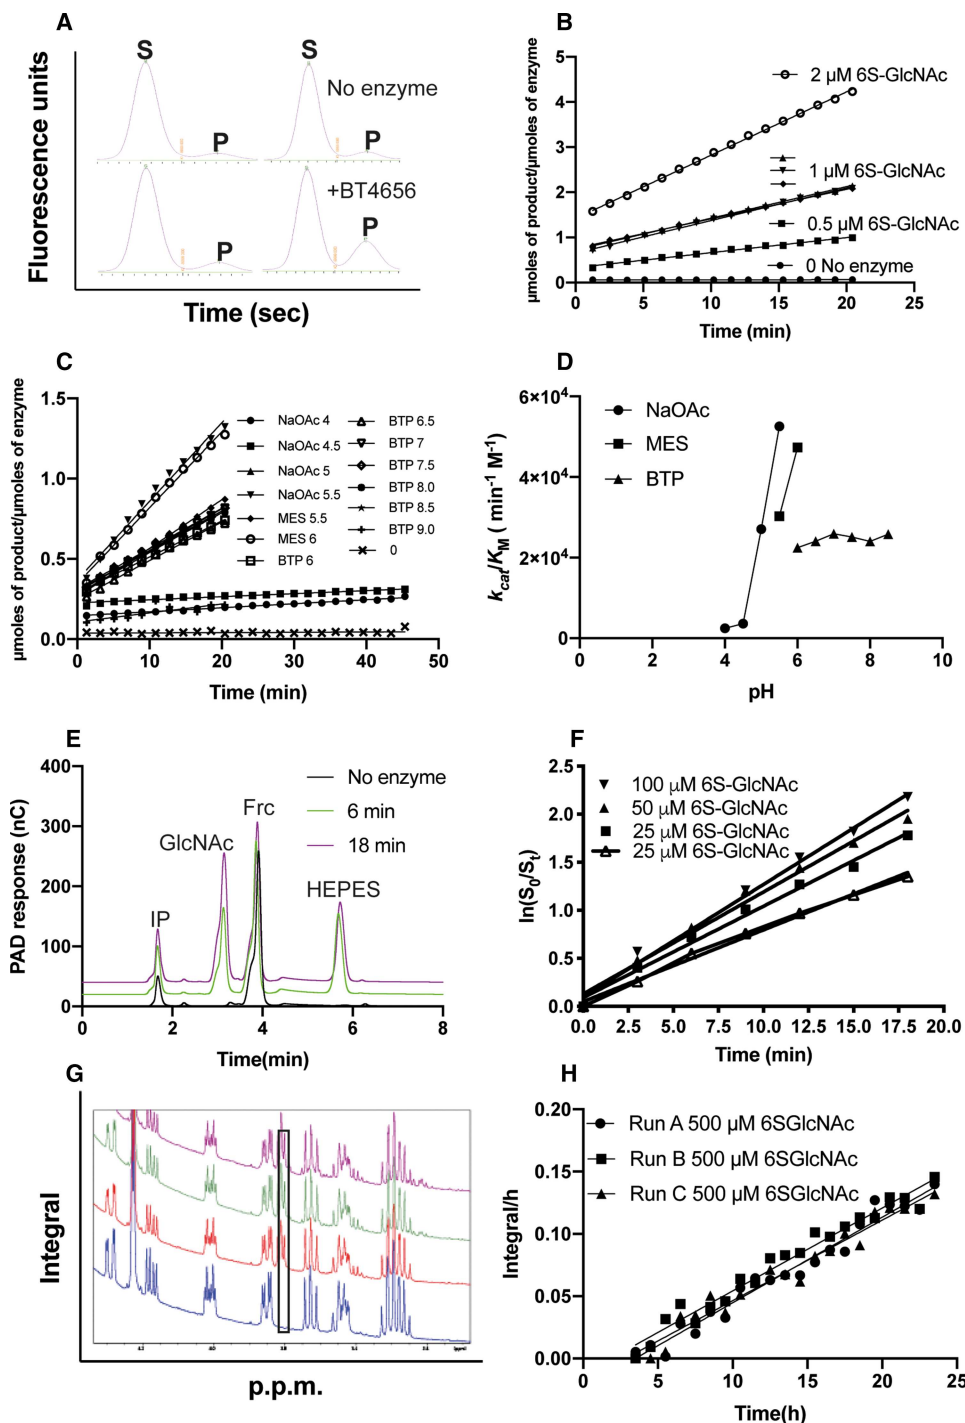 A
Fluorescence units
S
S
No enzyme
P
P
+BT4656
P
P
Time (sec)
B
µmoles of product/µmoles of enzyme
5
4
3
2
1
0
2 µM 6S-GlcNAc
1 µM 6S-GlcNAc
0.5 µM 6S-GlcNAc
0 No enzyme
0 5 10 15 20 25
Time (min)
C
µmoles of product/µmoles of enzyme
1.5
1.0
0.5
0.0
NaOAc 4
NaOAc 4.5
NaOAc 5
NaOAc 5.5
MES 5.5
MES 6
BTP 6
BTP 6.5
BTP 7
BTP 7.5
BTP 8.0
BTP 8.5
BTP 9.0
0
0 10 20 30 40 50
Time (min)
D
kcat/KM ( min-1 M-1)
6×10⁴
4×10⁴
2×10⁴
0
NaOAc
MES
BTP
0 2 4 6 8 10
pH
E
PAD response (nC)
400
300
200
100
0
No enzyme
6 min
18 min
IP
GlcNAc
Frc
HEPES
0 2 4 6 8
Time(min)
F
ln(S0/St)
2.5
2.0
1.5
1.0
0.5
0.0
100 µM 6S-GlcNAc
50 µM 6S-GlcNAc
25 µM 6S-GlcNAc
25 µM 6S-GlcNAc
0.0 2.5 5.0 7.5 10.0 12.5 15.0 17.5 20.0
Time (min)
G
Integral
p.p.m.
H
Integral/h
0.20
0.15
0.10
0.05
0.00
Run A 500 µM 6SGlcNAc
Run B 500 µM 6SGlcNAc
Run C 500 µM 6SGlcNAc
0 5 10 15 20 25
Time(h)